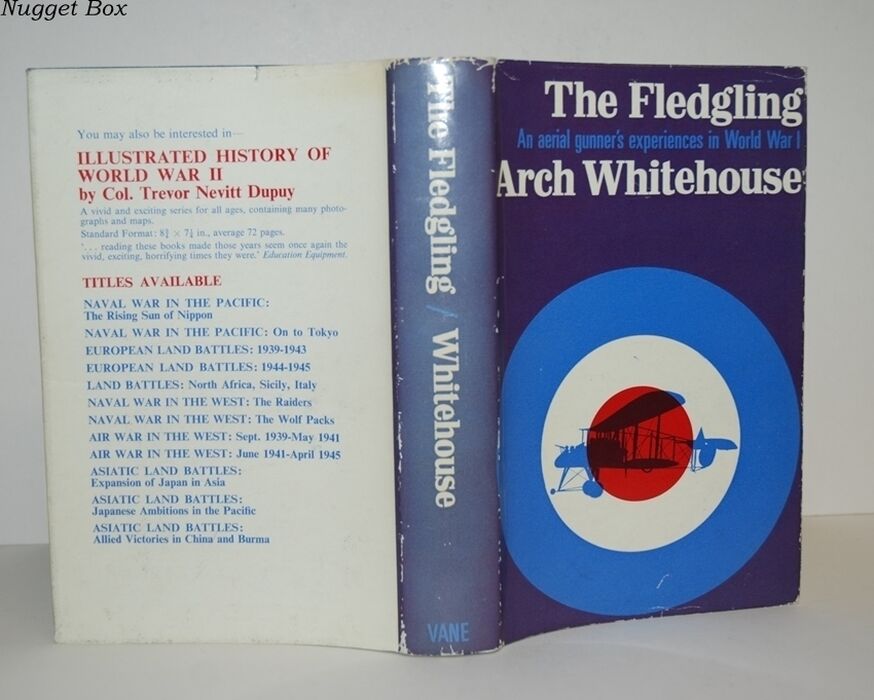 Nugget Box
You may also be interested in—
ILLUSTRATED HISTORY OF
WORLD WAR II
by Col. Trevor Nevitt Dupuy
A vivid and exciting series for all ages, containing many photo-
graphs and maps.
Standard Format: 8¾ × 7¼ in., average 72 pages.
'. . . reading these books made those years seem once again the
vivid, exciting, horrifying times they were.' Education Equipment.
TITLES AVAILABLE
NAVAL WAR IN THE PACIFIC:
The Rising Sun of Nippon
NAVAL WAR IN THE PACIFIC: On to Tokyo
EUROPEAN LAND BATTLES: 1939-1943
EUROPEAN LAND BATTLES: 1944-1945
LAND BATTLES: North Africa, Sicily, Italy
NAVAL WAR IN THE WEST: The Raiders
NAVAL WAR IN THE WEST: The Wolf Packs
AIR WAR IN THE WEST: Sept. 1939-May 1941
AIR WAR IN THE WEST: June 1941-April 1945
ASIATIC LAND BATTLES:
Expansion of Japan in Asia
ASIATIC LAND BATTLES:
Japanese Ambitions in the Pacific
ASIATIC LAND BATTLES:
Allied Victories in China and Burma
The Fledgling / Whitehouse
VANE
The Fledgling
An aerial gunner's experiences in World War I
Arch Whitehouse